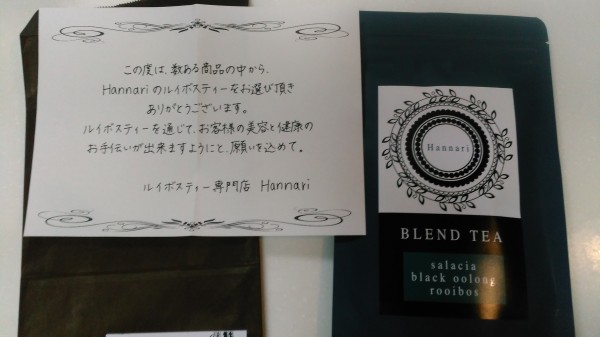 この度は、数ある商品の中から、
Hannariのルイボスティーをお選び頂き
ありがとうございます。
ルイボスティーを通じて、お客様の美容と健康の
お手伝いが出来ますようにと、願いを込めて。
ルイボスティー専門店 Hannari
Hannari
BLEND TEA
salacia
black oolong
rooibos